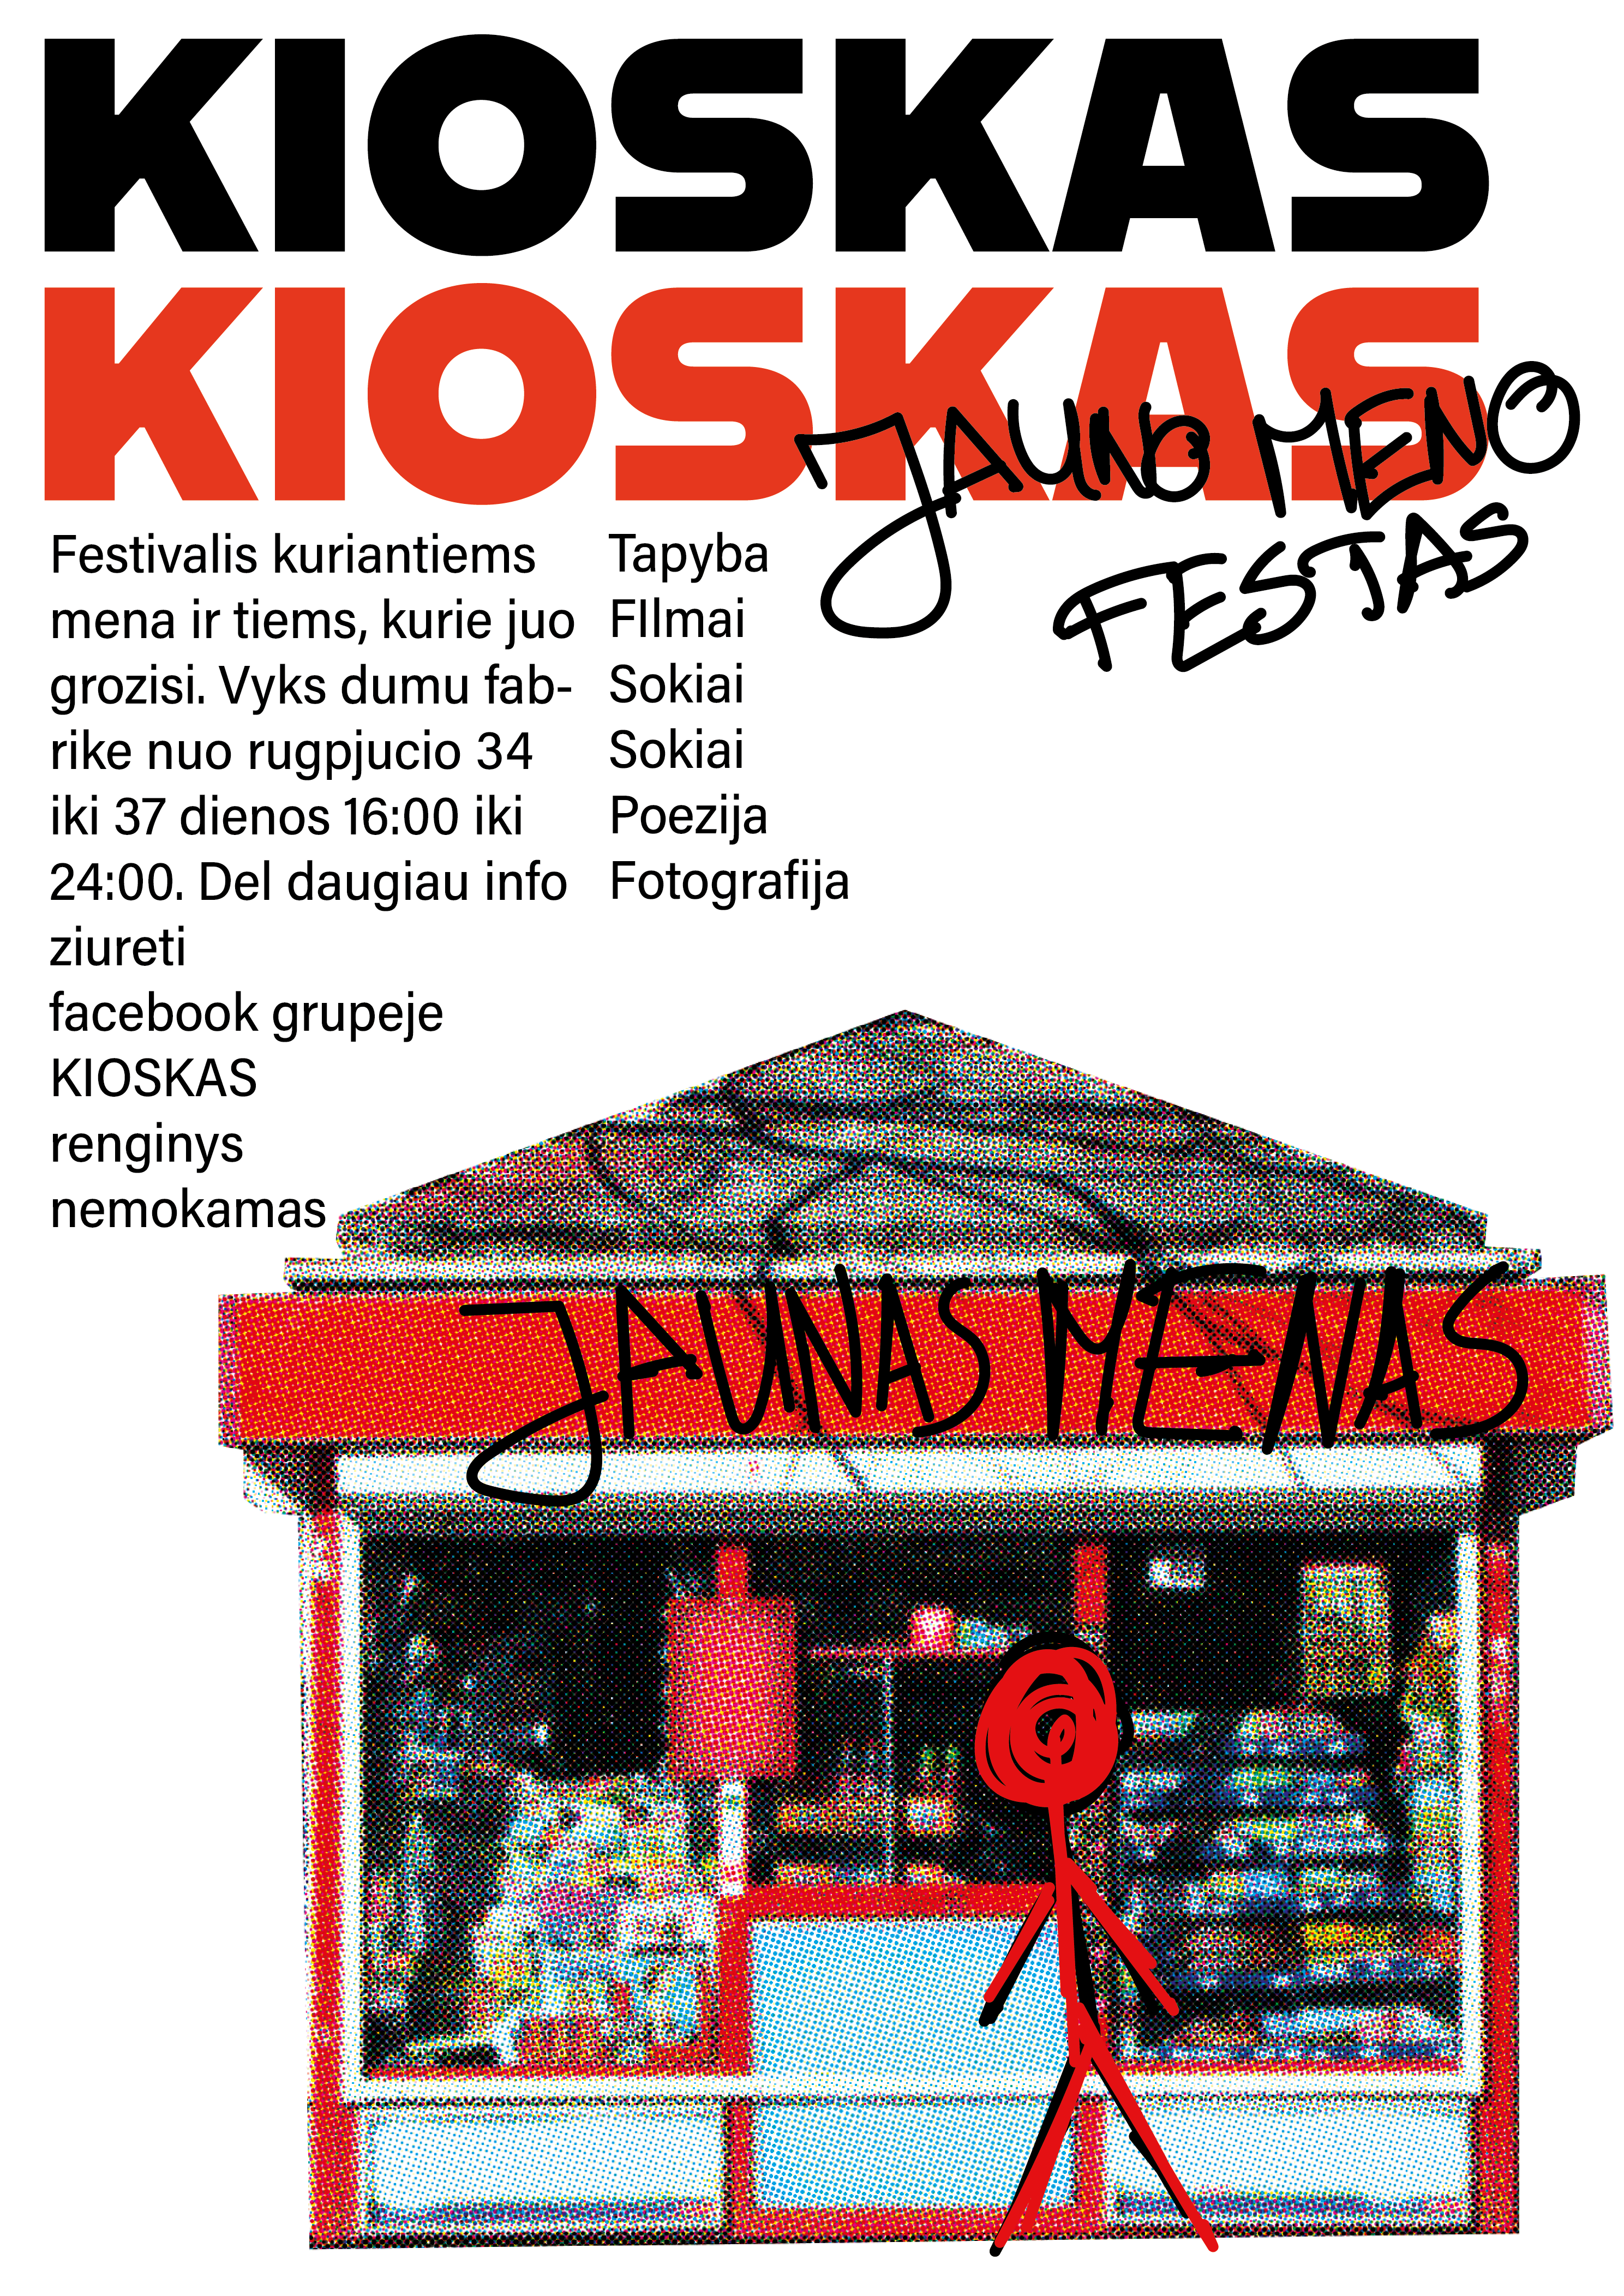 KIOSKAS
KIOSKAS
JAUNO MENO
FESTAS
Festivalis kuriantiems
mena ir tiems, kurie juo
grozisi. Vyks dumu fab-
rike nuo rugpjucio 34
iki 37 dienos 16:00 iki
24:00. Del daugiau info
ziureti
facebook grupeje
KIOSKAS
renginys
nemokamas
Tapyba
FIlmai
Sokiai
Sokiai
Poezija
Fotografija
JAUNAS MENAS